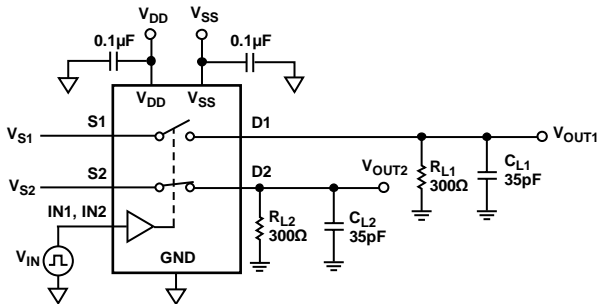 VDD
VSS
0.1µF
0.1µF
VDD
VSS
VS1
S1
D1
VOUT1
VS2
S2
D2
VOUT2
RL1
300Ω
CL1
35pF
IN1, IN2
RL2
300Ω
CL2
35pF
VIN
GND